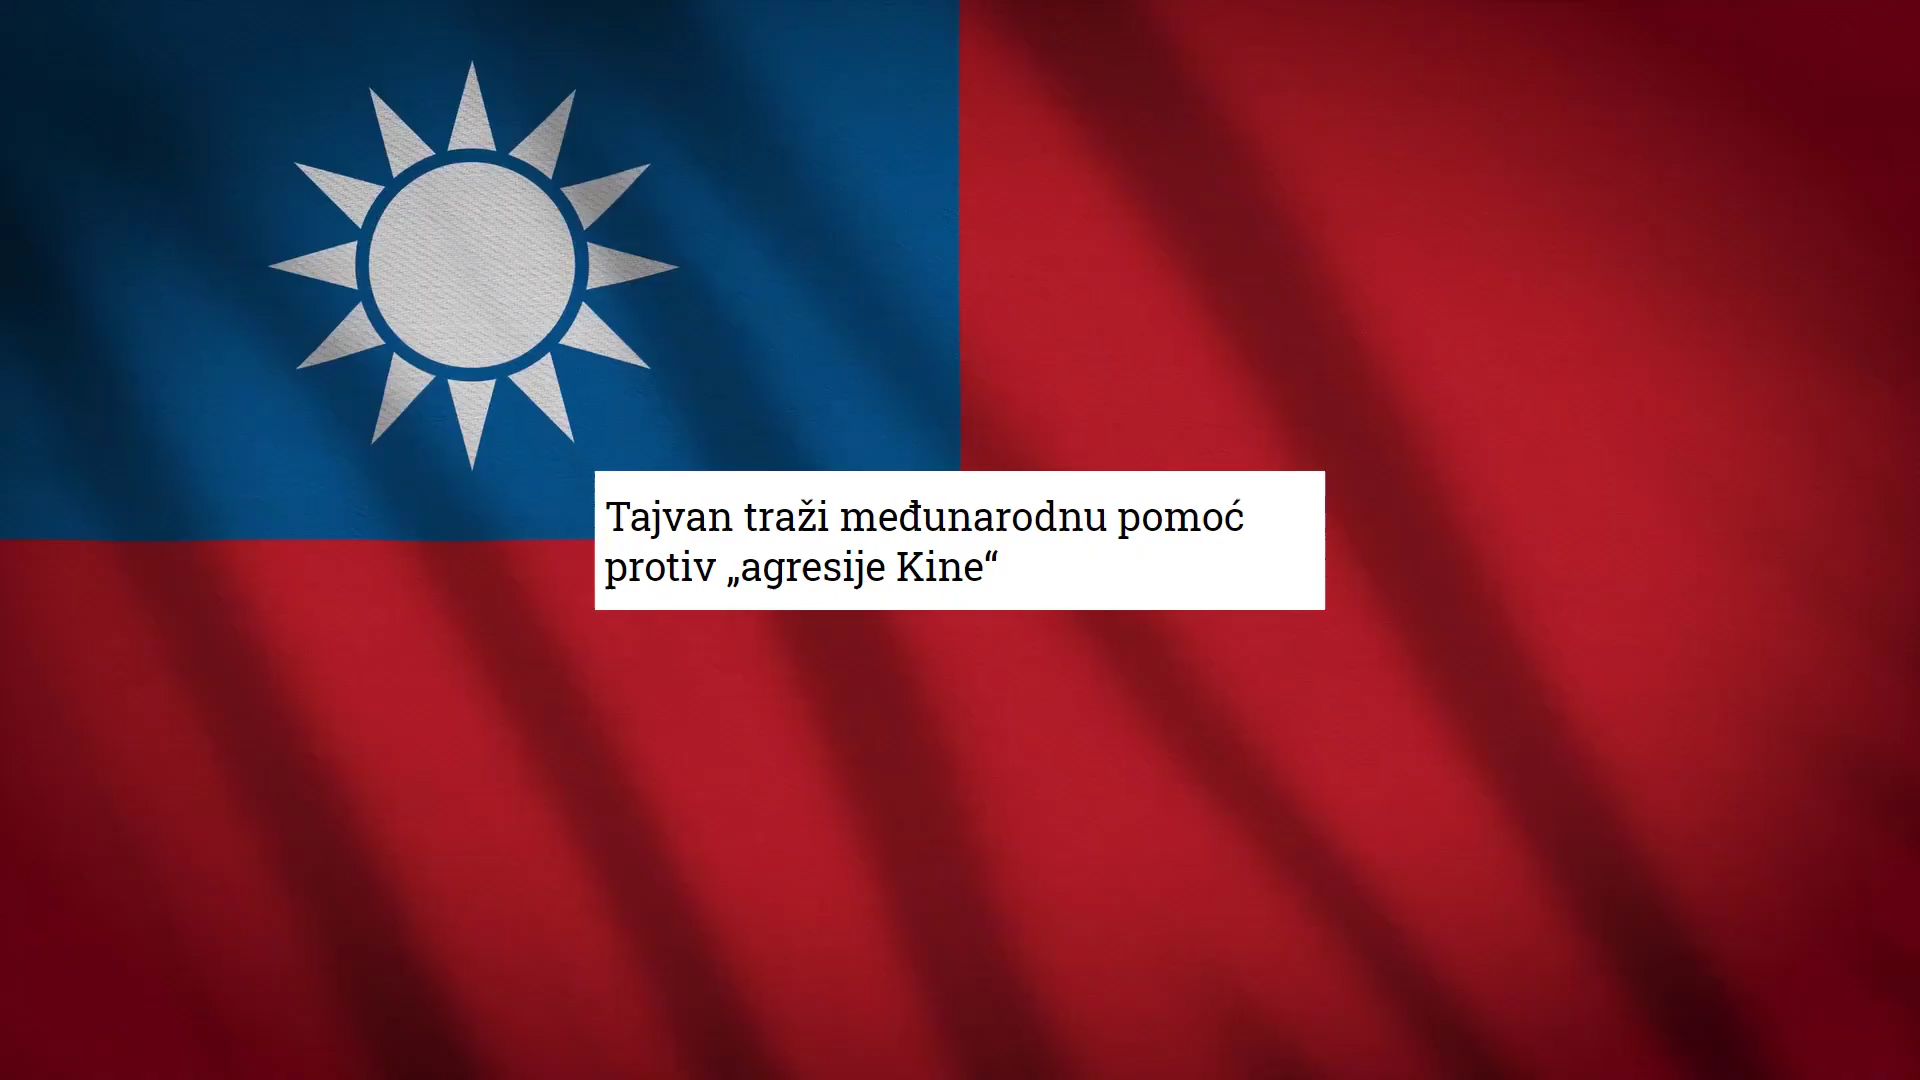 Tajvan traži međunarodnu pomoć
protiv „agresije Kine“